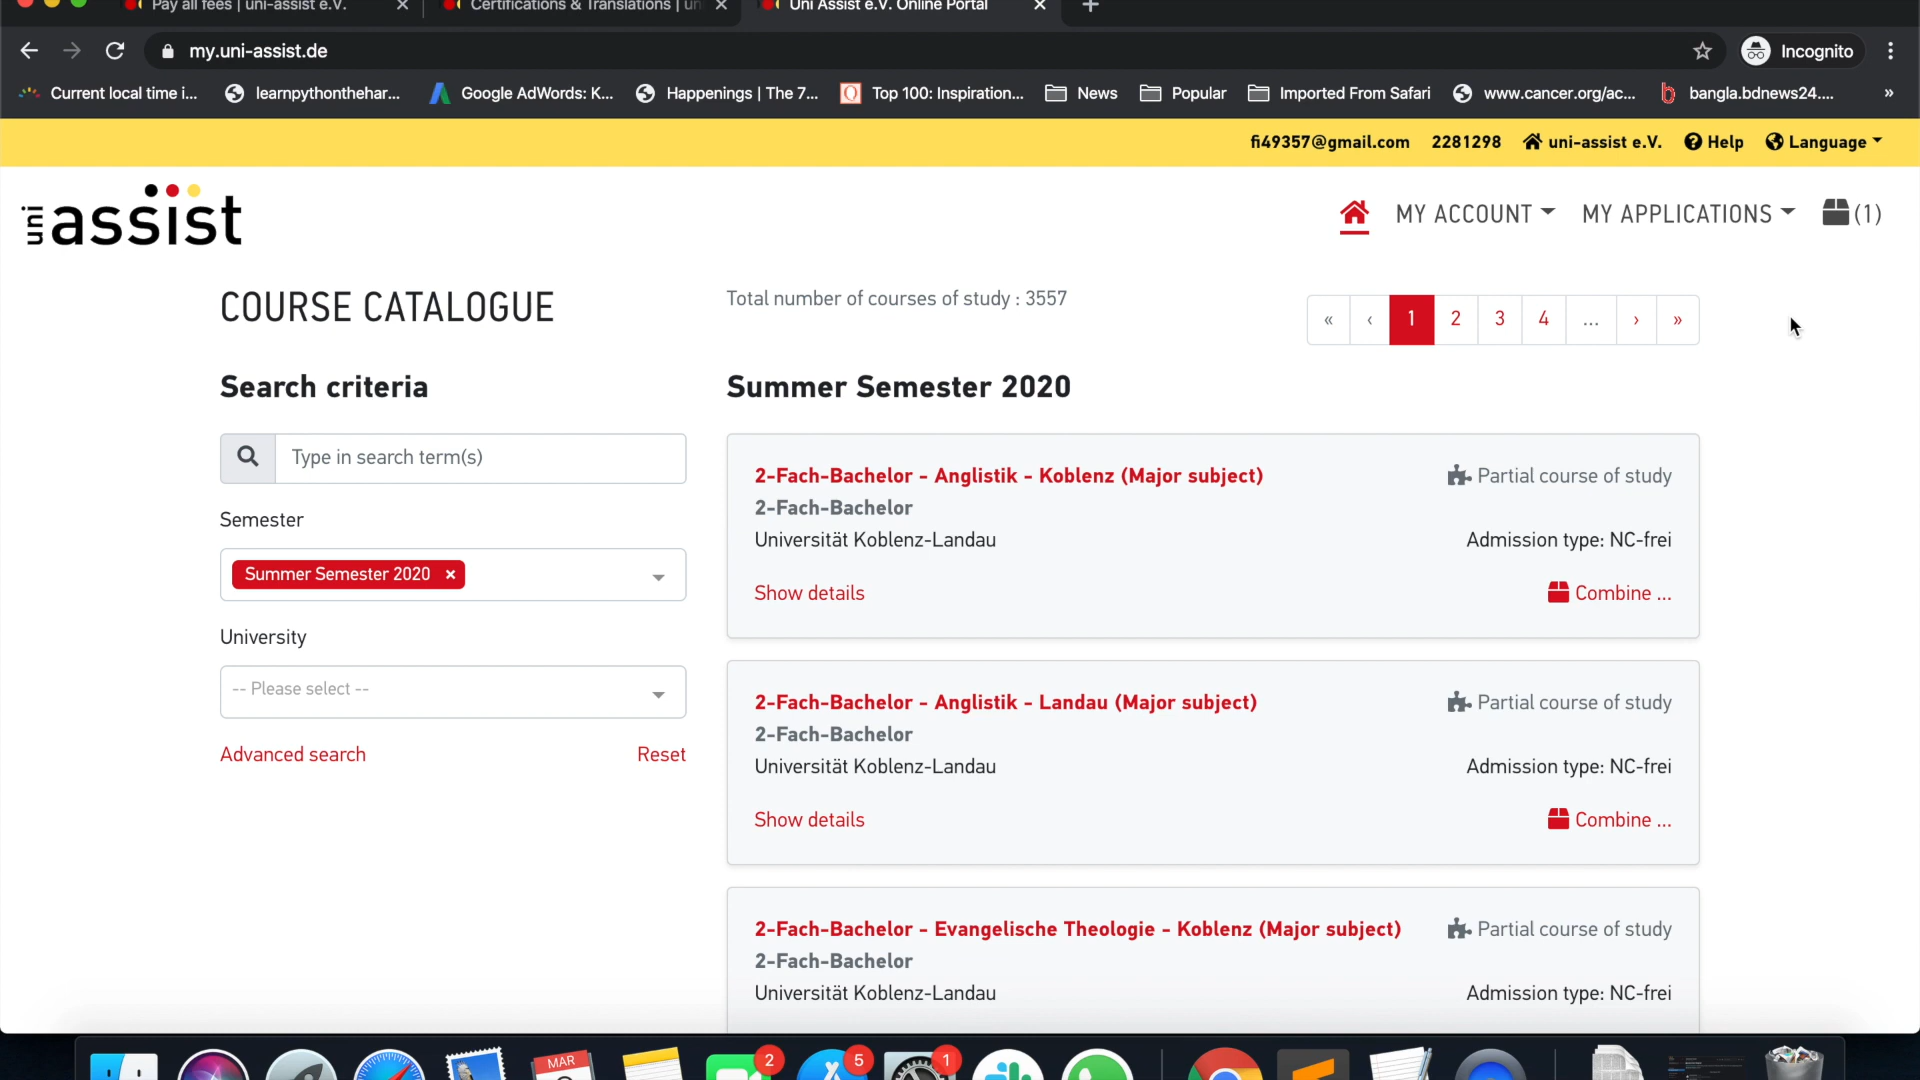 Pay all fees | uni-assist e.V.
Certifications & Translations | un
Uni Assist e.V. Online Portal
my.uni-assist.de
Incognito
Current local time i...
learnpythonthehar...
Google AdWords: K...
Happenings | The 7...
Top 100: Inspiration...
News
Popular
Imported From Safari
www.cancer.org/ac...
bangla.bdnews24....
»
fi49357@gmail.com 2281298 uni-assist e.V. Help Language
uni assist
MY ACCOUNT MY APPLICATIONS (1)
COURSE CATALOGUE
Total number of courses of study : 3557
« ‹ 1 2 3 4 ... › »
Search criteria
Type in search term(s)
Semester
Summer Semester 2020 ×
University
-- Please select --
Advanced search Reset
Summer Semester 2020
2-Fach-Bachelor - Anglistik - Koblenz (Major subject) Partial course of study
2-Fach-Bachelor
Universität Koblenz-Landau Admission type: NC-frei
Show details Combine ...
2-Fach-Bachelor - Anglistik - Landau (Major subject) Partial course of study
2-Fach-Bachelor
Universität Koblenz-Landau Admission type: NC-frei
Show details Combine ...
2-Fach-Bachelor - Evangelische Theologie - Koblenz (Major subject) Partial course of study
2-Fach-Bachelor
Universität Koblenz-Landau Admission type: NC-frei
MAR
2
5
1